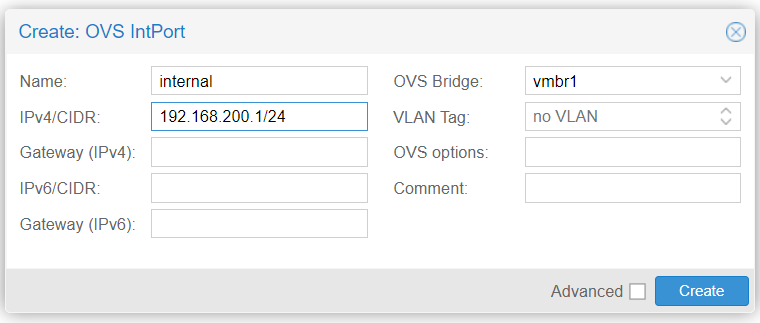 Create: OVS IntPort
Name: internal
OVS Bridge: vmbr1
IPv4/CIDR: 192.168.200.1/24
VLAN Tag: no VLAN
Gateway (IPv4):
OVS options:
IPv6/CIDR:
Comment:
Gateway (IPv6):
Advanced
Create